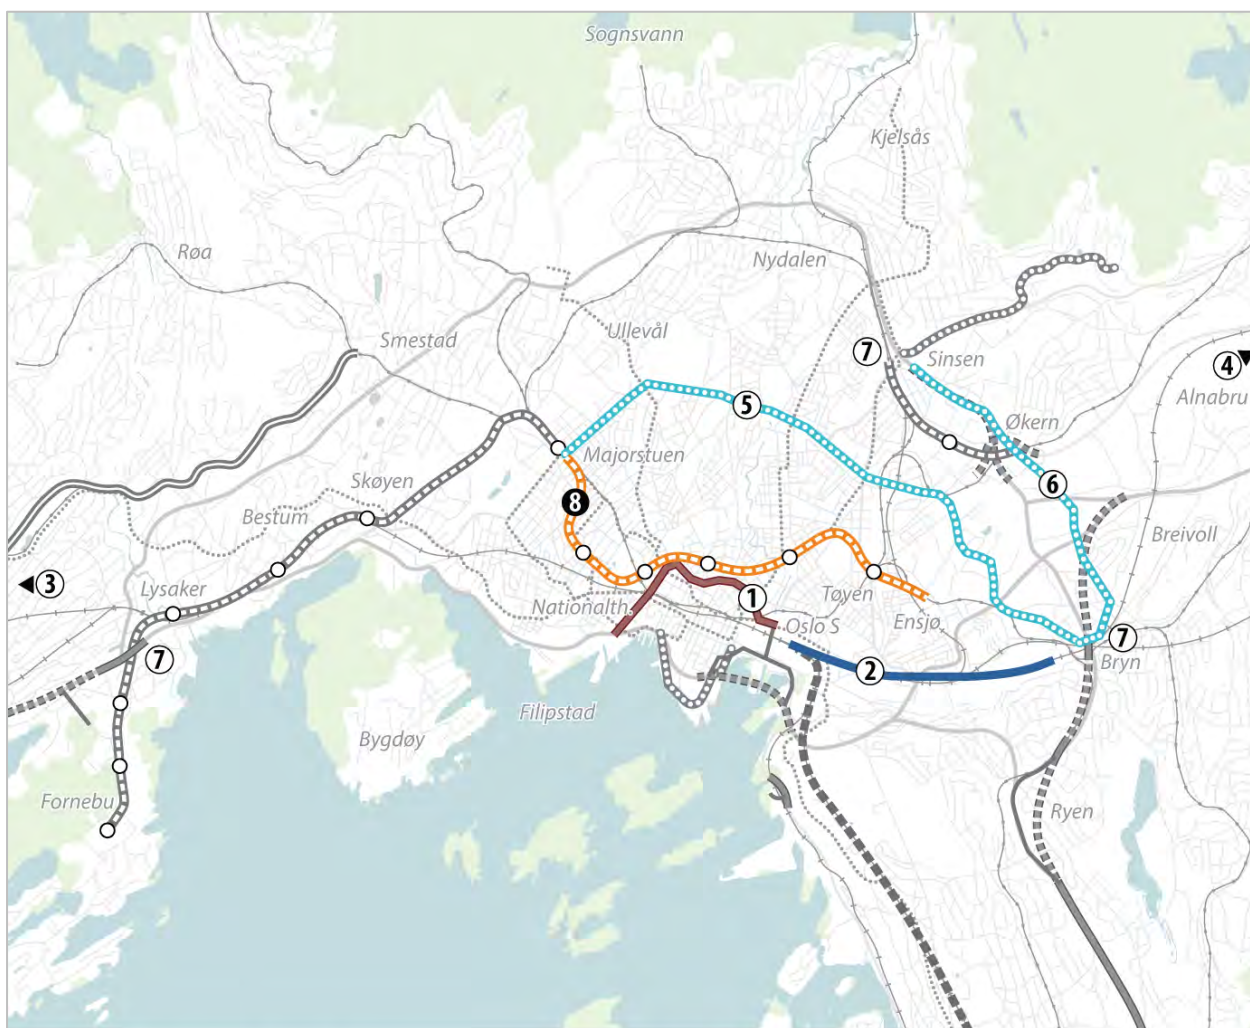 Sognsvann
Kjelsås
Røa
Nydalen
Ullevål
Smestad
7
Sinsen
4
Alnabru
5
Økern
Majorstuen
Skøyen
6
8
Bestum
Breivoll
3
Lysaker
Nationalth.
1
Tøyen
Oslo S
Ensjø
7
7
Bryn
2
Filipstad
Bygdøy
Fornebu
Ryen